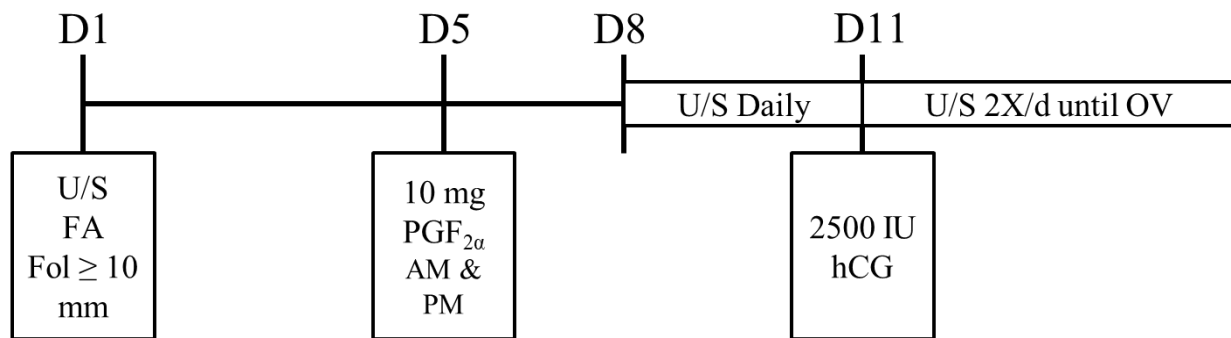 D1
D5
D8
D11
U/S Daily
U/S 2X/d until OV
U/S
FA
Fol ≥ 10
mm
10 mg
PGF₂α
AM &
PM
2500 IU
hCG